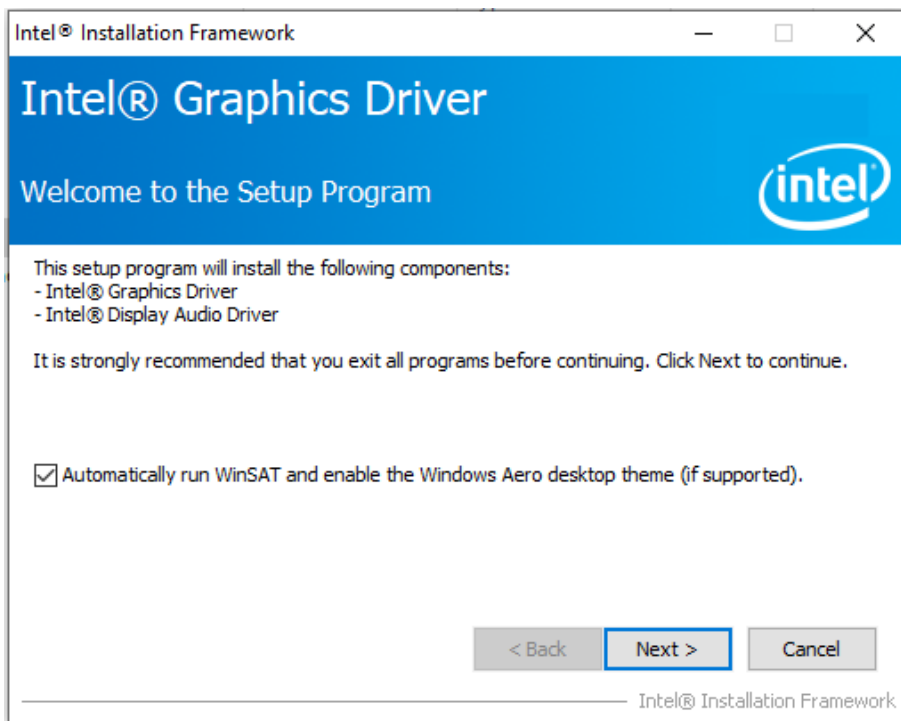 Intel® Installation Framework
Intel® Graphics Driver
Welcome to the Setup Program
intel
This setup program will install the following components:
- Intel® Graphics Driver
- Intel® Display Audio Driver
It is strongly recommended that you exit all programs before continuing. Click Next to continue.
Automatically run WinSAT and enable the Windows Aero desktop theme (if supported).
< Back
Next >
Cancel
Intel® Installation Framework